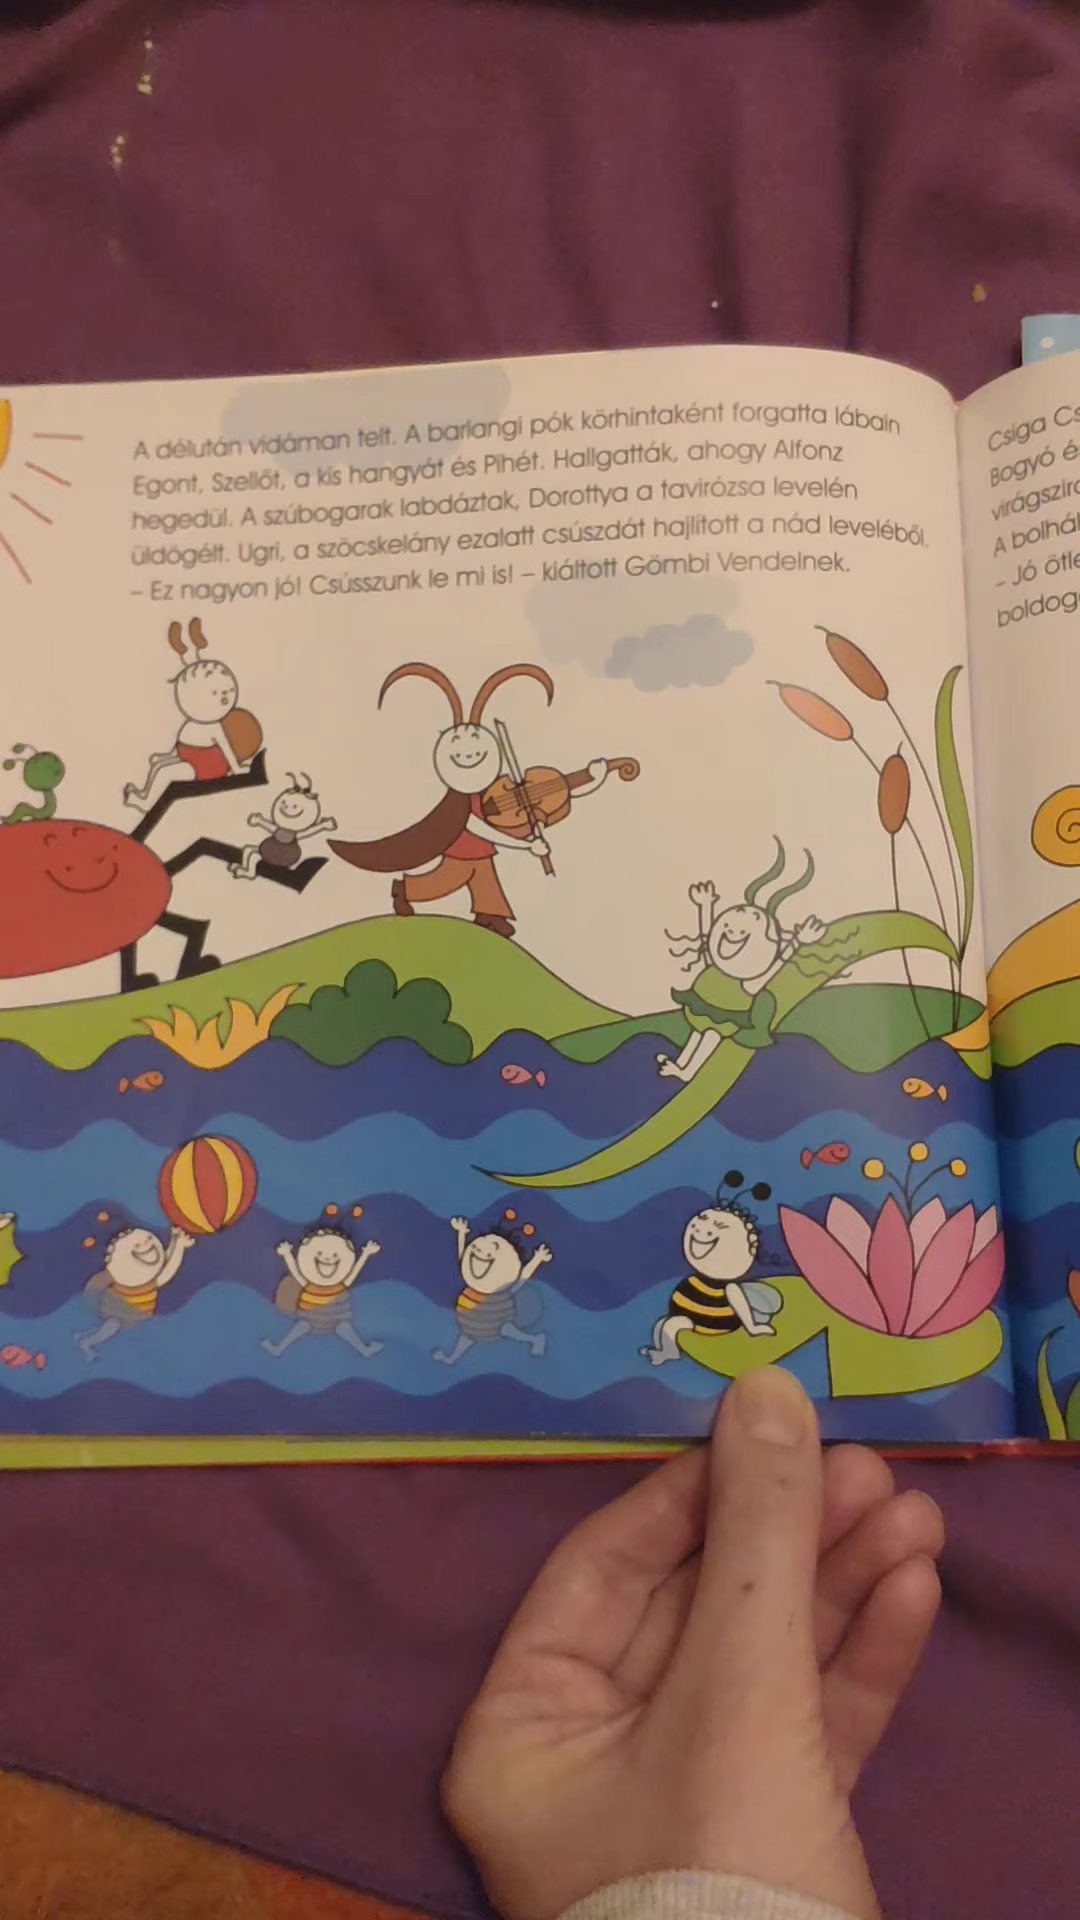 A délután vidáman telt. A barlangi pók körhintaként forgatta lábain
Egont, Szellőt, a kis hangyát és Pihét. Hallgatták, ahogy Alfonz
hegedül. A szúbogarak labdáztak, Dorottya a tavirózsa levelén
üldögélt. Ugri, a szöcskelány ezalatt csúszdát hajlított a nád leveléből.
– Ez nagyon jó! Csússzunk le mi is! – kiáltott Gömbi Vendelnek.
Csiga
Bogyó
A
– Jó